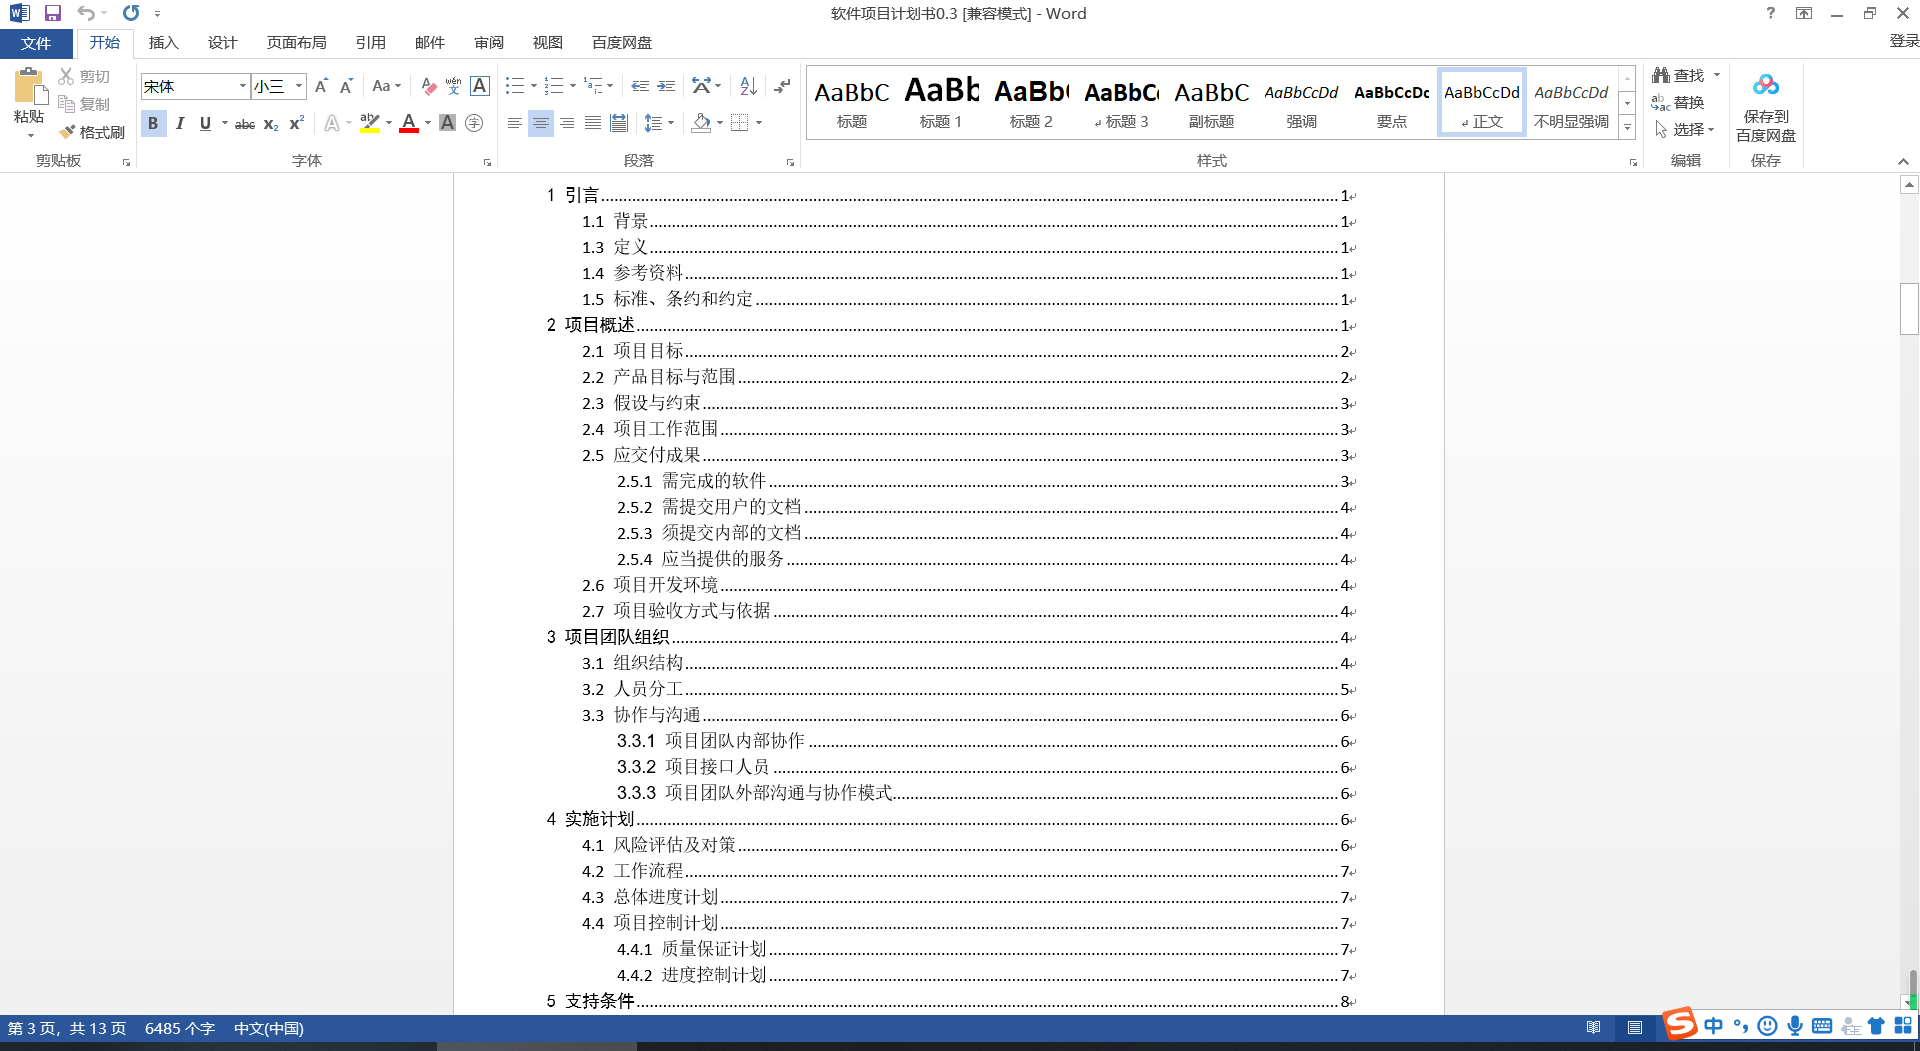 软件项目计划书0.3 [兼容模式] - Word
文件 开始 插入 设计 页面布局 引用 邮件 审阅 视图 百度网盘 登录
粘贴
剪切
复制
格式刷
剪贴板
宋体 小三
字体
段落
AaBbC AaBb AaBb AaBbC AaBbC AaBbCcDd AaBbCcDc AaBbCcDd AaBbCcDd
标题 标题 1 标题 2 标题 3 副标题 强调 要点 正文 不明显强调
样式
查找
替换
选择
编辑
保存到
百度网盘
保存
1 引言 1
1.1 背景 1
1.3 定义 1
1.4 参考资料 1
1.5 标准、条约和约定 1
2 项目概述 1
2.1 项目目标 2
2.2 产品目标与范围 2
2.3 假设与约束 3
2.4 项目工作范围 3
2.5 应交付成果 3
2.5.1 需完成的软件 3
2.5.2 需提交用户的文档 4
2.5.3 须提交内部的文档 4
2.5.4 应当提供的服务 4
2.6 项目开发环境 4
2.7 项目验收方式与依据 4
3 项目团队组织 4
3.1 组织结构 4
3.2 人员分工 5
3.3 协作与沟通 6
3.3.1 项目团队内部协作 6
3.3.2 项目接口人员 6
3.3.3 项目团队外部沟通与协作模式 6
4 实施计划 6
4.1 风险评估及对策 6
4.2 工作流程 7
4.3 总体进度计划 7
4.4 项目控制计划 7
4.4.1 质量保证计划 7
4.4.2 进度控制计划 7
5 支持条件 8
第 3 页，共 13 页 6485 个字 中文(中国)
中